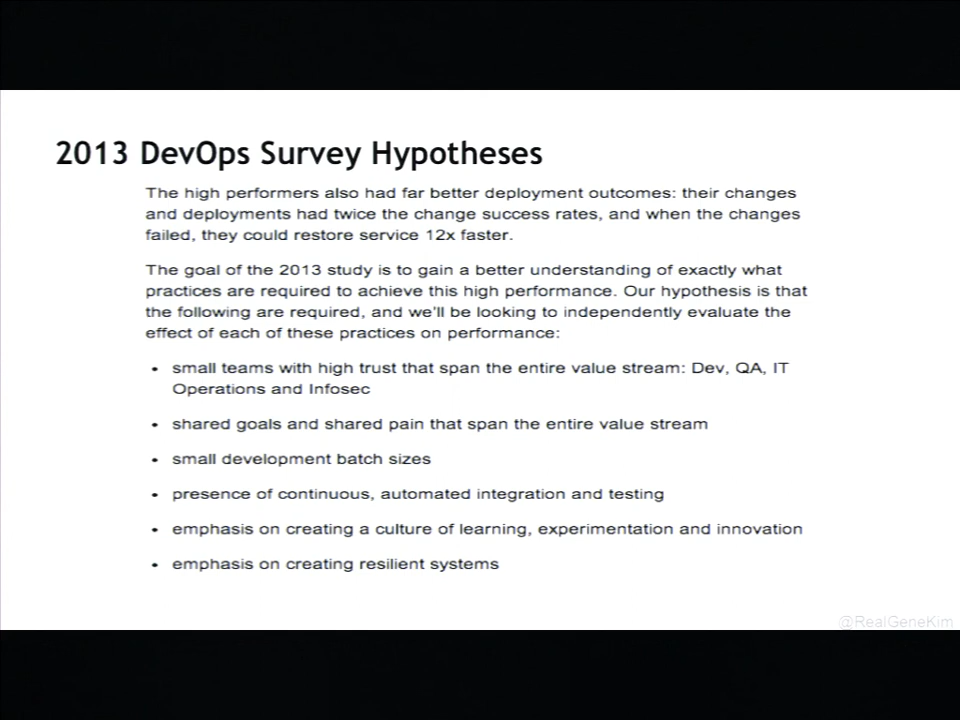 2013 DevOps Survey Hypotheses
The high performers also had far better deployment outcomes: their changes
and deployments had twice the change success rates, and when the changes
failed, they could restore service 12x faster.
The goal of the 2013 study is to gain a better understanding of exactly what
practices are required to achieve this high performance. Our hypothesis is that
the following are required, and we'll be looking to independently evaluate the
effect of each of these practices on performance:
• small teams with high trust that span the entire value stream: Dev, QA, IT
Operations and Infosec
• shared goals and shared pain that span the entire value stream
• small development batch sizes
• presence of continuous, automated integration and testing
• emphasis on creating a culture of learning, experimentation and innovation
• emphasis on creating resilient systems
@RealGeneKim